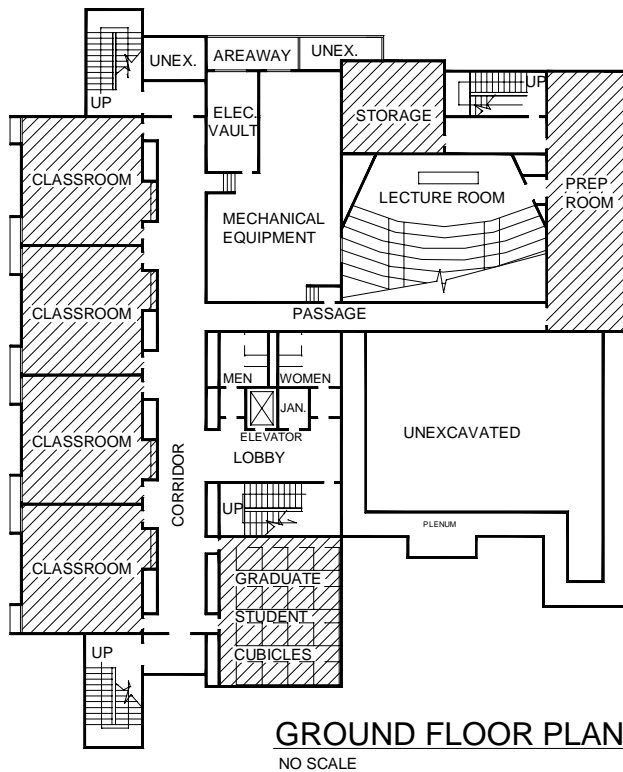 UNEX.
AREAWAY
UNEX.
UP
ELEC.
VAULT
STORAGE
UP
CLASSROOM
MECHANICAL
EQUIPMENT
LECTURE ROOM
PREP
ROOM
CLASSROOM
PASSAGE
MEN
WOMEN
JAN.
ELEVATOR
LOBBY
UNEXCAVATED
CLASSROOM
CORRIDOR
UP
PLENUM
CLASSROOM
GRADUATE
STUDENT
CUBICLES
UP
GROUND FLOOR PLAN
NO SCALE